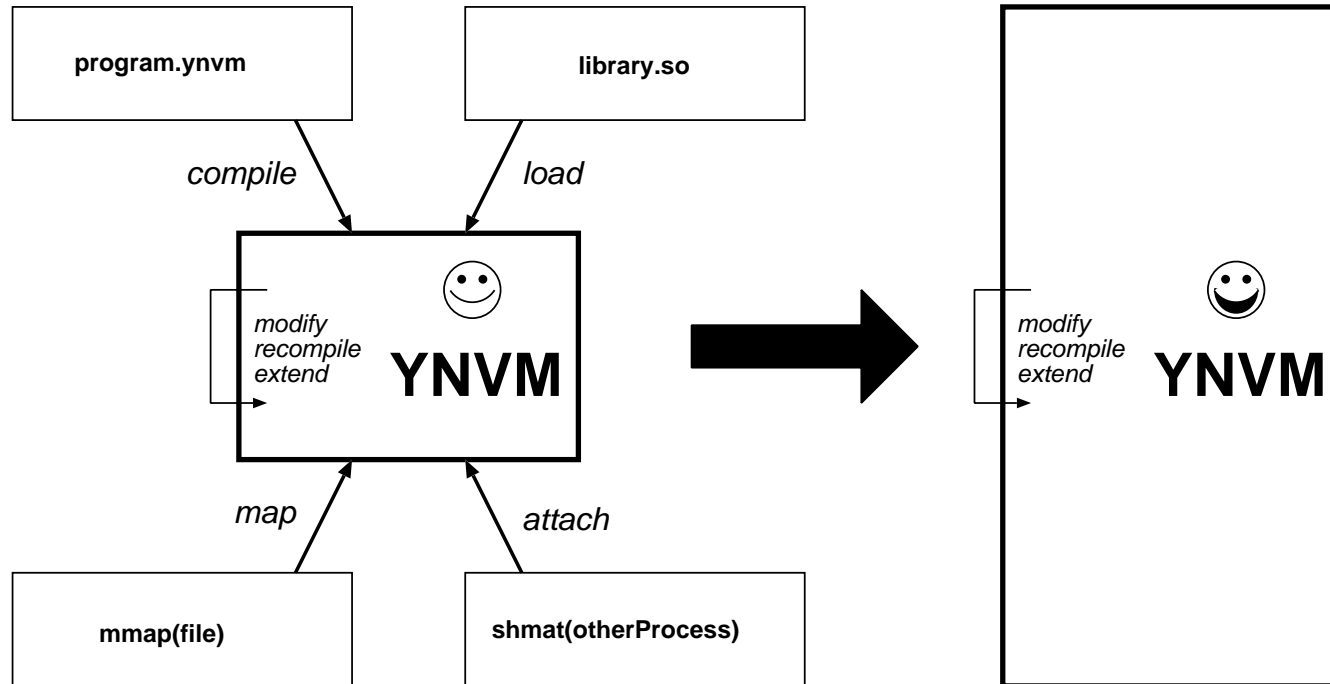 program.ynvm
library.so
compile
load
modify
recompile
extend
YNVM
modify
recompile
extend
YNVM
map
attach
mmap(file)
shmat(otherProcess)